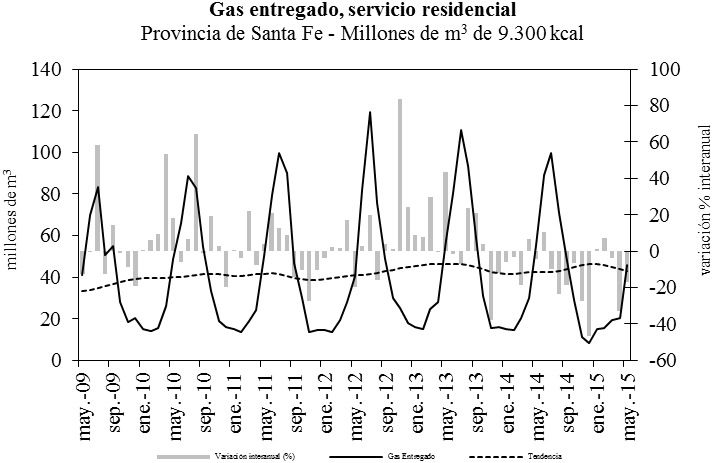 Gas entregado, servicio residencial
Provincia de Santa Fe - Millones de m³ de 9.300 kcal
140
120
100
80
60
40
20
0
millones de m³
100
80
60
40
20
0
-20
-40
-60
variación % interanual
may.-09
sep.-09
ene.-10
may.-10
sep.-10
ene.-11
may.-11
sep.-11
ene.-12
may.-12
sep.-12
ene.-13
may.-13
sep.-13
ene.-14
may.-14
sep.-14
ene.-15
may.-15
Variación interanual (%)
Gas Entregado
Tendencia